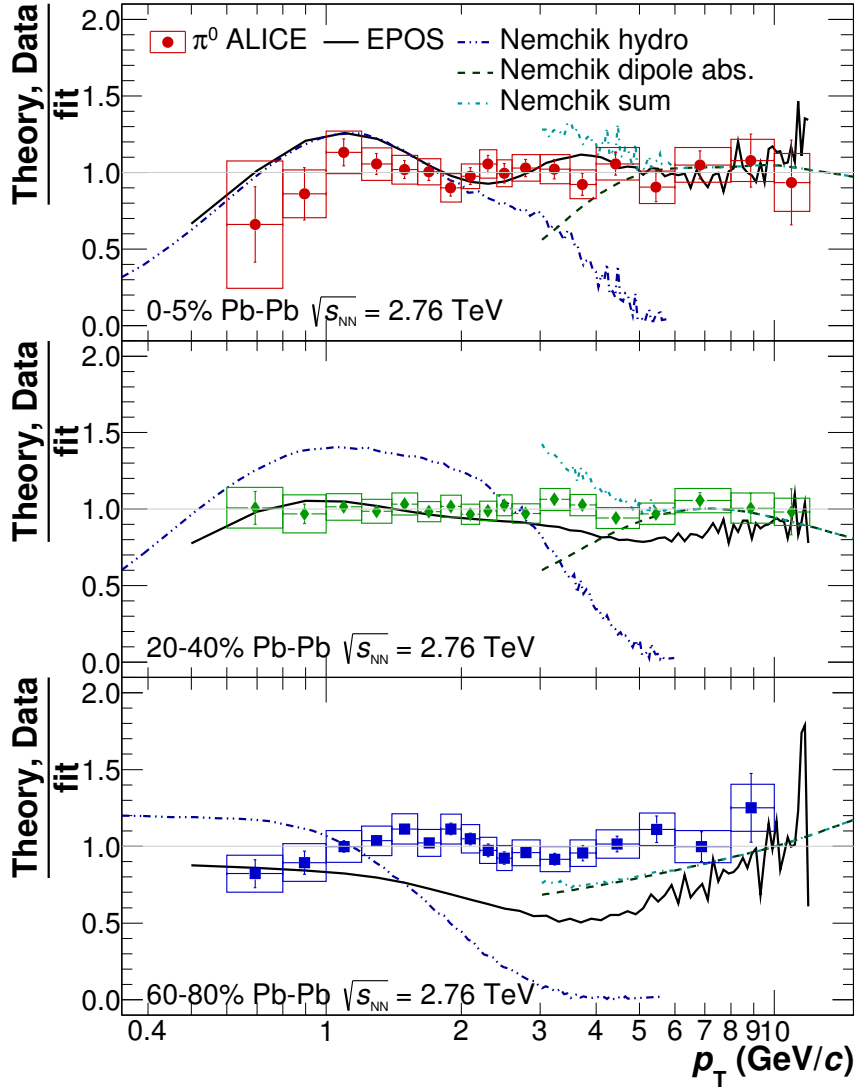 Theory, Data
fit
2.0
1.5
1.0
0.5
0.0
π⁰ ALICE
EPOS
Nemchik hydro
Nemchik dipole abs.
Nemchik sum
0-5% Pb-Pb √s_NN = 2.76 TeV
Theory, Data
fit
2.0
1.5
1.0
0.5
0.0
20-40% Pb-Pb √s_NN = 2.76 TeV
Theory, Data
fit
2.0
1.5
1.0
0.5
0.0
60-80% Pb-Pb √s_NN = 2.76 TeV
0.4 1 2 3 4 5 6 7 8 9 10
p_T (GeV/c)